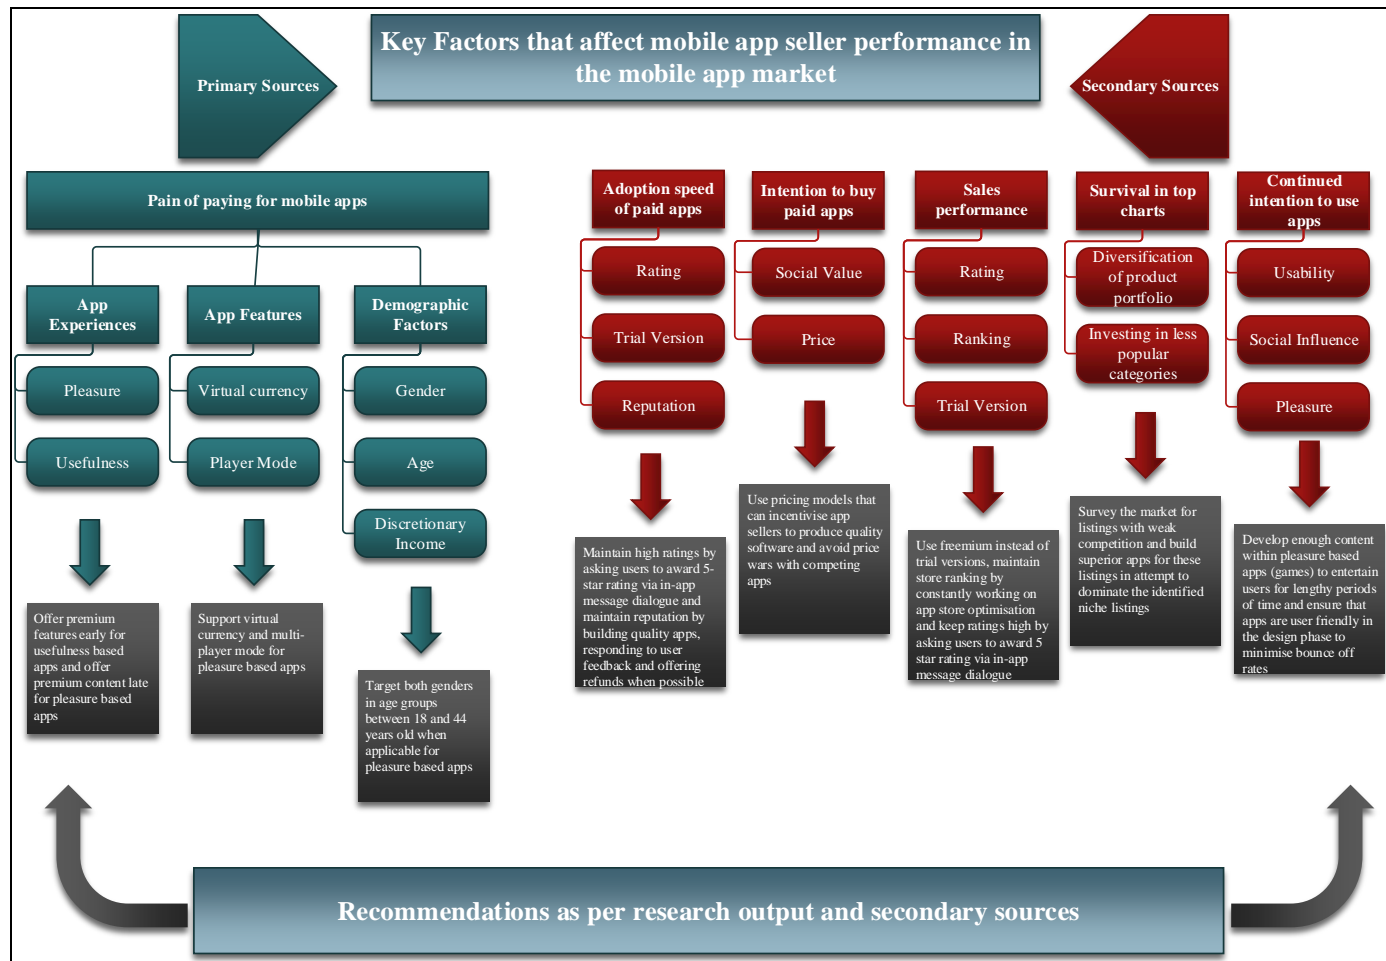 Key Factors that affect mobile app seller performance in
the mobile app market
Primary Sources
Secondary Sources
Pain of paying for mobile apps
App
Experiences
Pleasure
Usefulness
Offer premium
features early for
usefulness based
apps and offer
premium content late
for pleasure based
apps
App Features
Virtual currency
Player Mode
Support virtual
currency and multi-
player mode for
pleasure based apps
Demographic
Factors
Gender
Age
Discretionary
Income
Target both genders
in age groups
between 18 and 44
years old when
applicable for
pleasure based apps
Adoption speed
of paid apps
Rating
Trial Version
Reputation
Maintain high ratings by
asking users to award 5-
star rating via in-app
message dialogue and
maintain reputation by
building quality apps,
responding to user
feedback and offering
refunds when possible
Intention to buy
paid apps
Social Value
Price
Use pricing models that
can incentivise app
sellers to produce quality
software and avoid price
wars with competing
apps
Sales
performance
Rating
Ranking
Trial Version
Use freemium instead of
trial versions, maintain
store ranking by
constantly working on
app store optimisation
and keep ratings high by
asking users to award 5
star rating via in-app
message dialogue
Survival in top
charts
Diversification
of product
portfolio
Investing in less
popular
categories
Survey the market for
listings with weak
competition and build
superior apps for these
listings in attempt to
dominate the identified
niche listings
Continued
intention to use
apps
Usability
Social Influence
Pleasure
Develop enough content
within pleasure based
apps (games) to entertain
users for lengthy periods
of time and ensure that
apps are user friendly in
the design phase to
minimise bounce off
rates
Recommendations as per research output and secondary sources